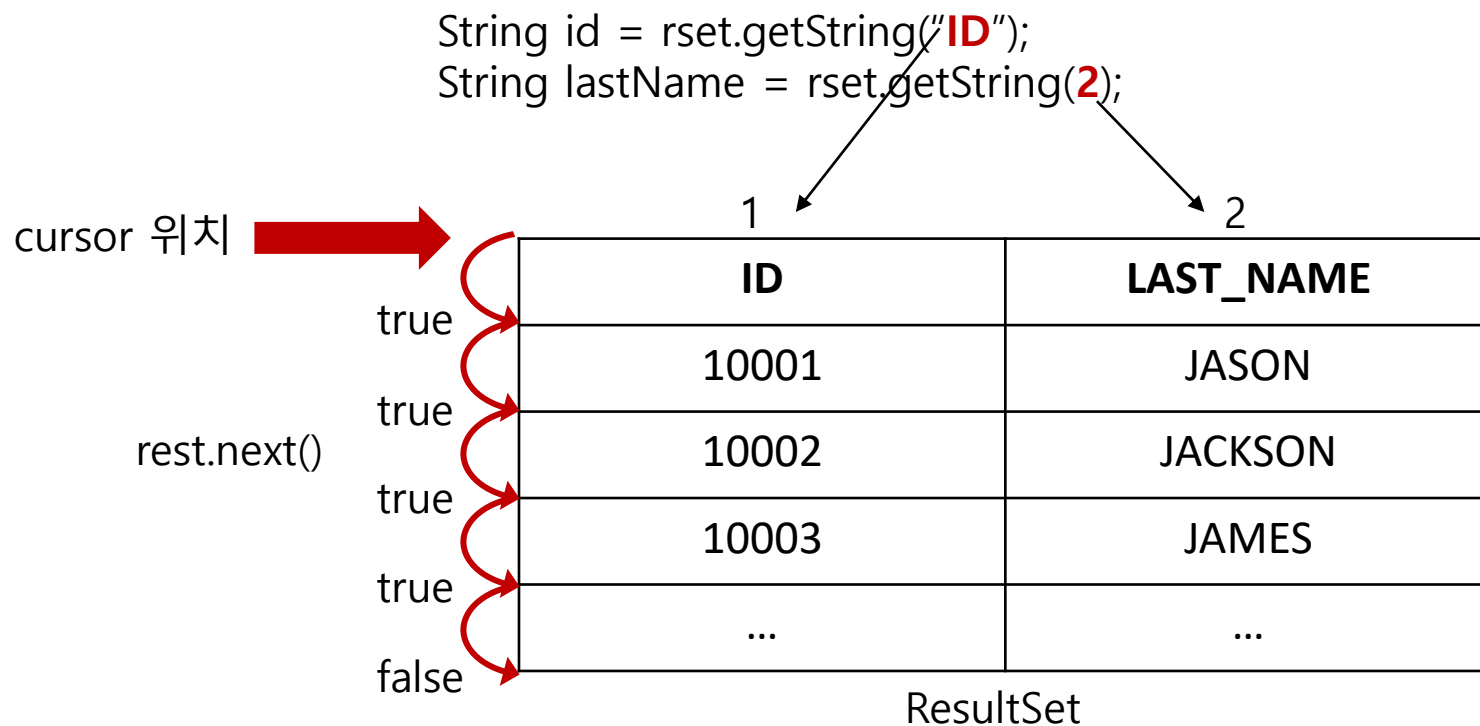 String id = rset.getString("ID");
String lastName = rset.getString(2);
1 2
cursor 위치
ID LAST_NAME
true
10001 JASON
true
rest.next()
10002 JACKSON
true
10003 JAMES
true
... ...
false
ResultSet